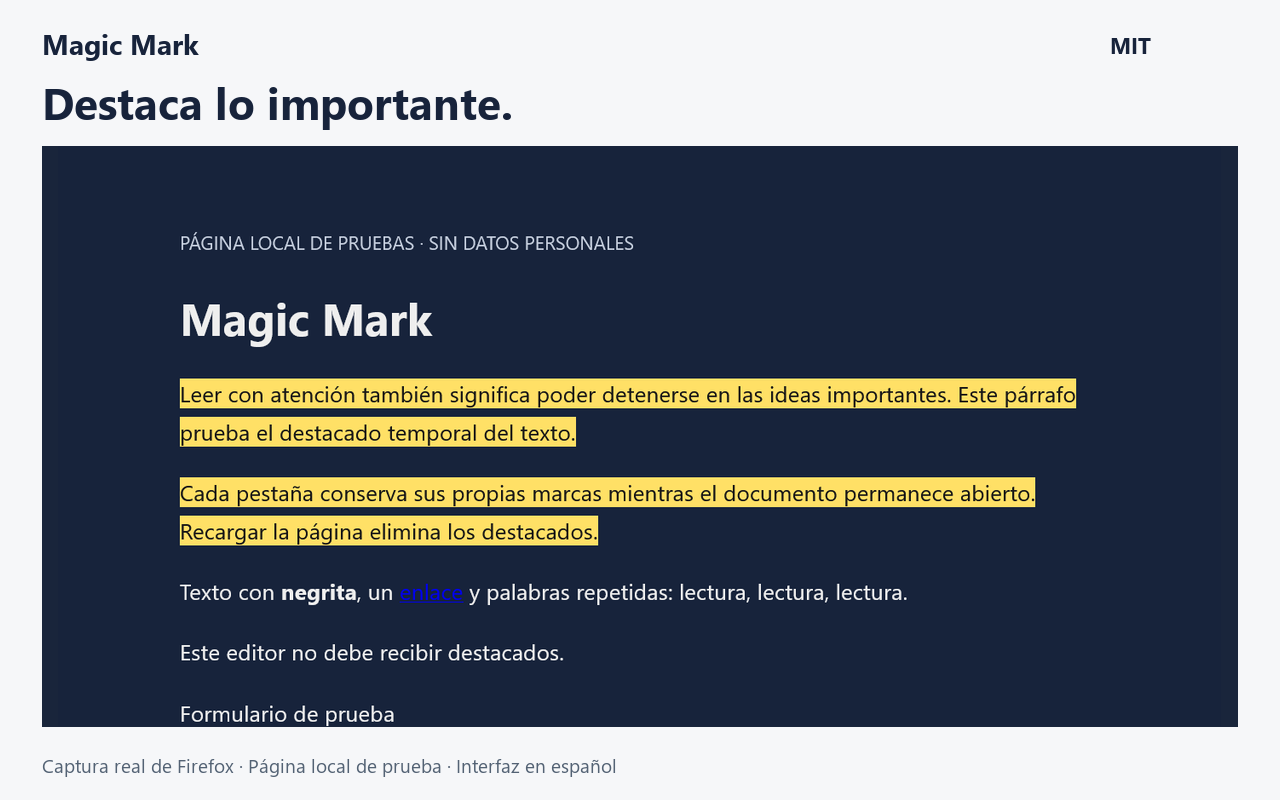 Magic Mark
MIT
Destaca lo importante.
PÁGINA LOCAL DE PRUEBAS · SIN DATOS PERSONALES
Magic Mark
Leer con atención también significa poder detenerse en las ideas importantes. Este párrafo
prueba el destacado temporal del texto.
Cada pestaña conserva sus propias marcas mientras el documento permanece abierto.
Recargar la página elimina los destacados.
Texto con negrita, un enlace y palabras repetidas: lectura, lectura, lectura.
Este editor no debe recibir destacados.
Formulario de prueba
Captura real de Firefox · Página local de prueba · Interfaz en español